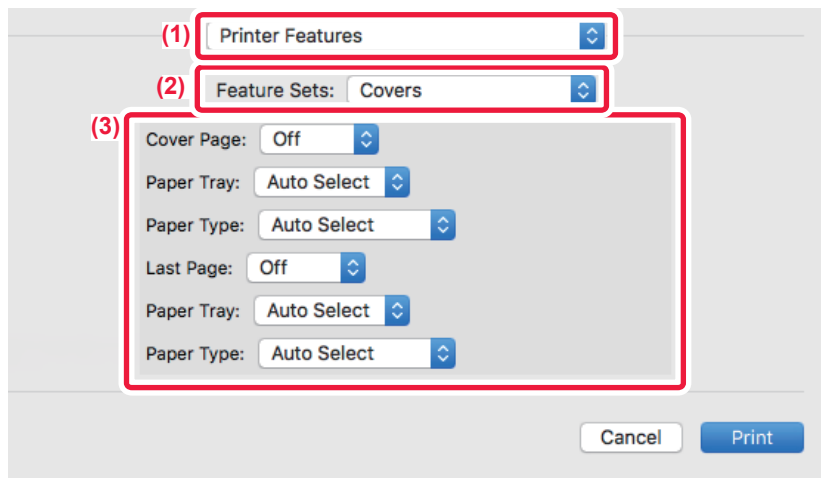 (1) Printer Features
(2) Feature Sets: Covers
(3)
Cover Page: Off
Paper Tray: Auto Select
Paper Type: Auto Select
Last Page: Off
Paper Tray: Auto Select
Paper Type: Auto Select
Cancel Print